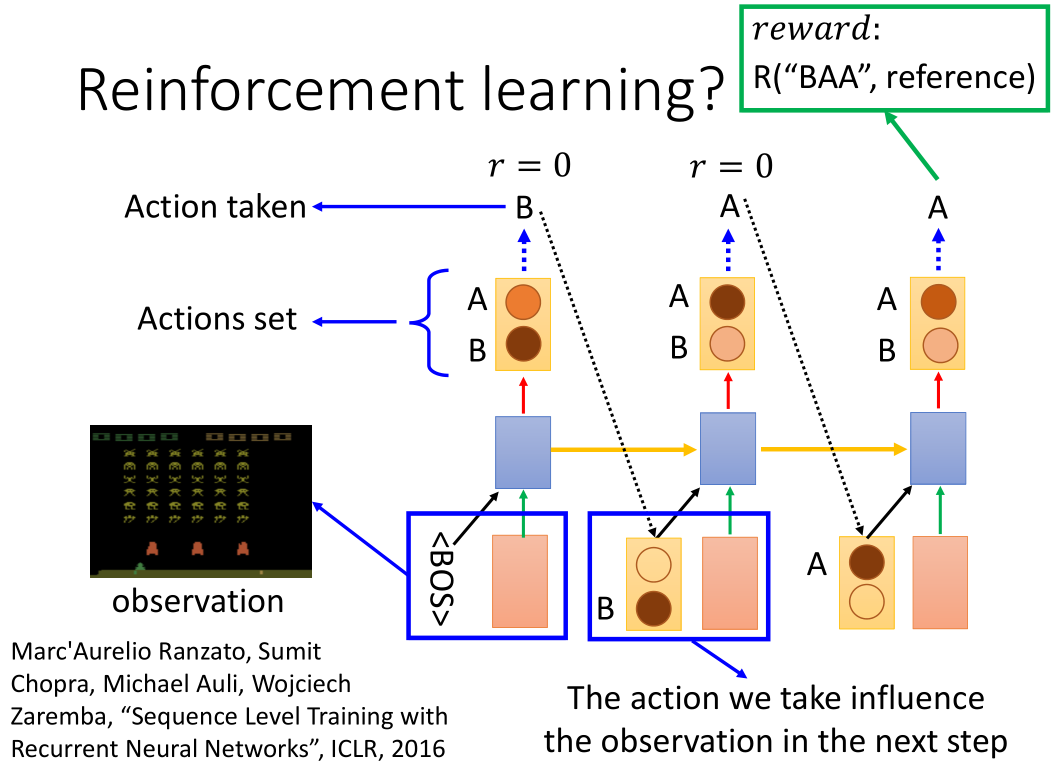 reward:
R(“BAA”, reference)
Reinforcement learning?
r = 0
r = 0
Action taken
B
A
A
Actions set
A
B
A
B
A
B
observation
<BOS>
B
A
Marc'Aurelio Ranzato, Sumit
Chopra, Michael Auli, Wojciech
Zaremba, “Sequence Level Training with
Recurrent Neural Networks”, ICLR, 2016
The action we take influence
the observation in the next step